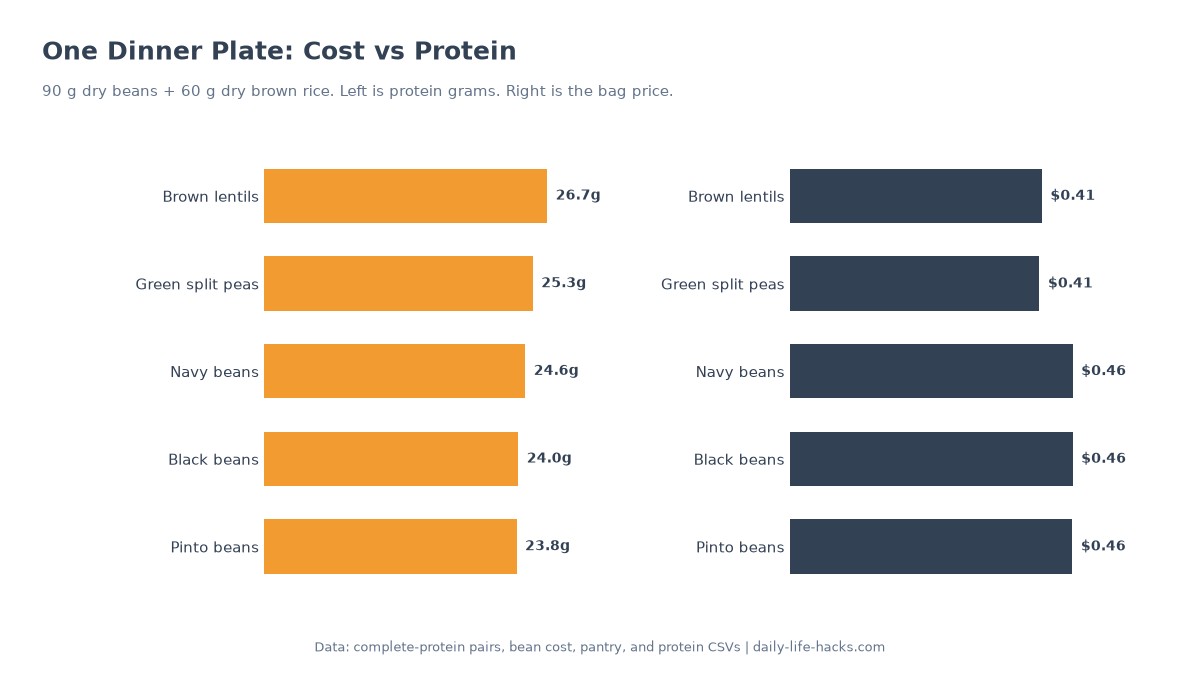 One Dinner Plate: Cost vs Protein
90 g dry beans + 60 g dry brown rice. Left is protein grams. Right is the bag price.
Brown lentils 26.7g
Green split peas 25.3g
Navy beans 24.6g
Black beans 24.0g
Pinto beans 23.8g
Brown lentils $0.41
Green split peas $0.41
Navy beans $0.46
Black beans $0.46
Pinto beans $0.46
Data: complete-protein pairs, bean cost, pantry, and protein CSVs | daily-life-hacks.com